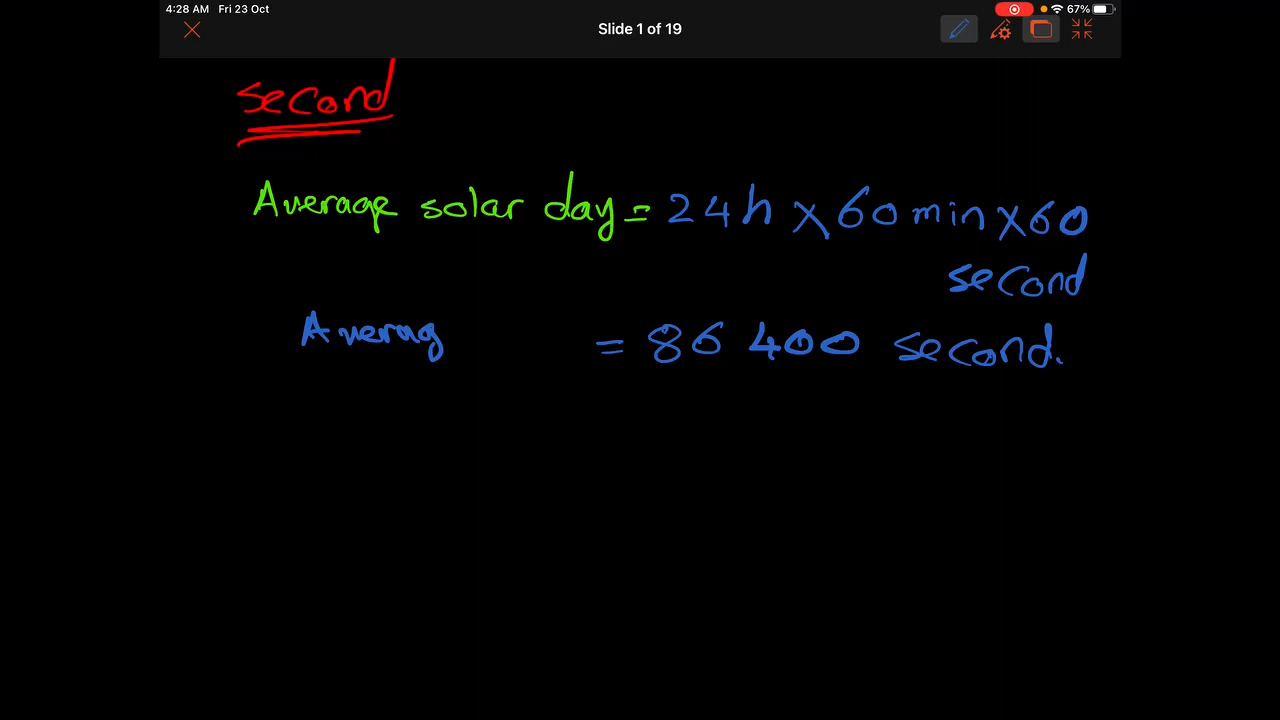 4:28 AM Fri 23 Oct 67%
Slide 1 of 19
second
Average solar day = 24h × 60 min × 60
second
Averag = 86 400 second.